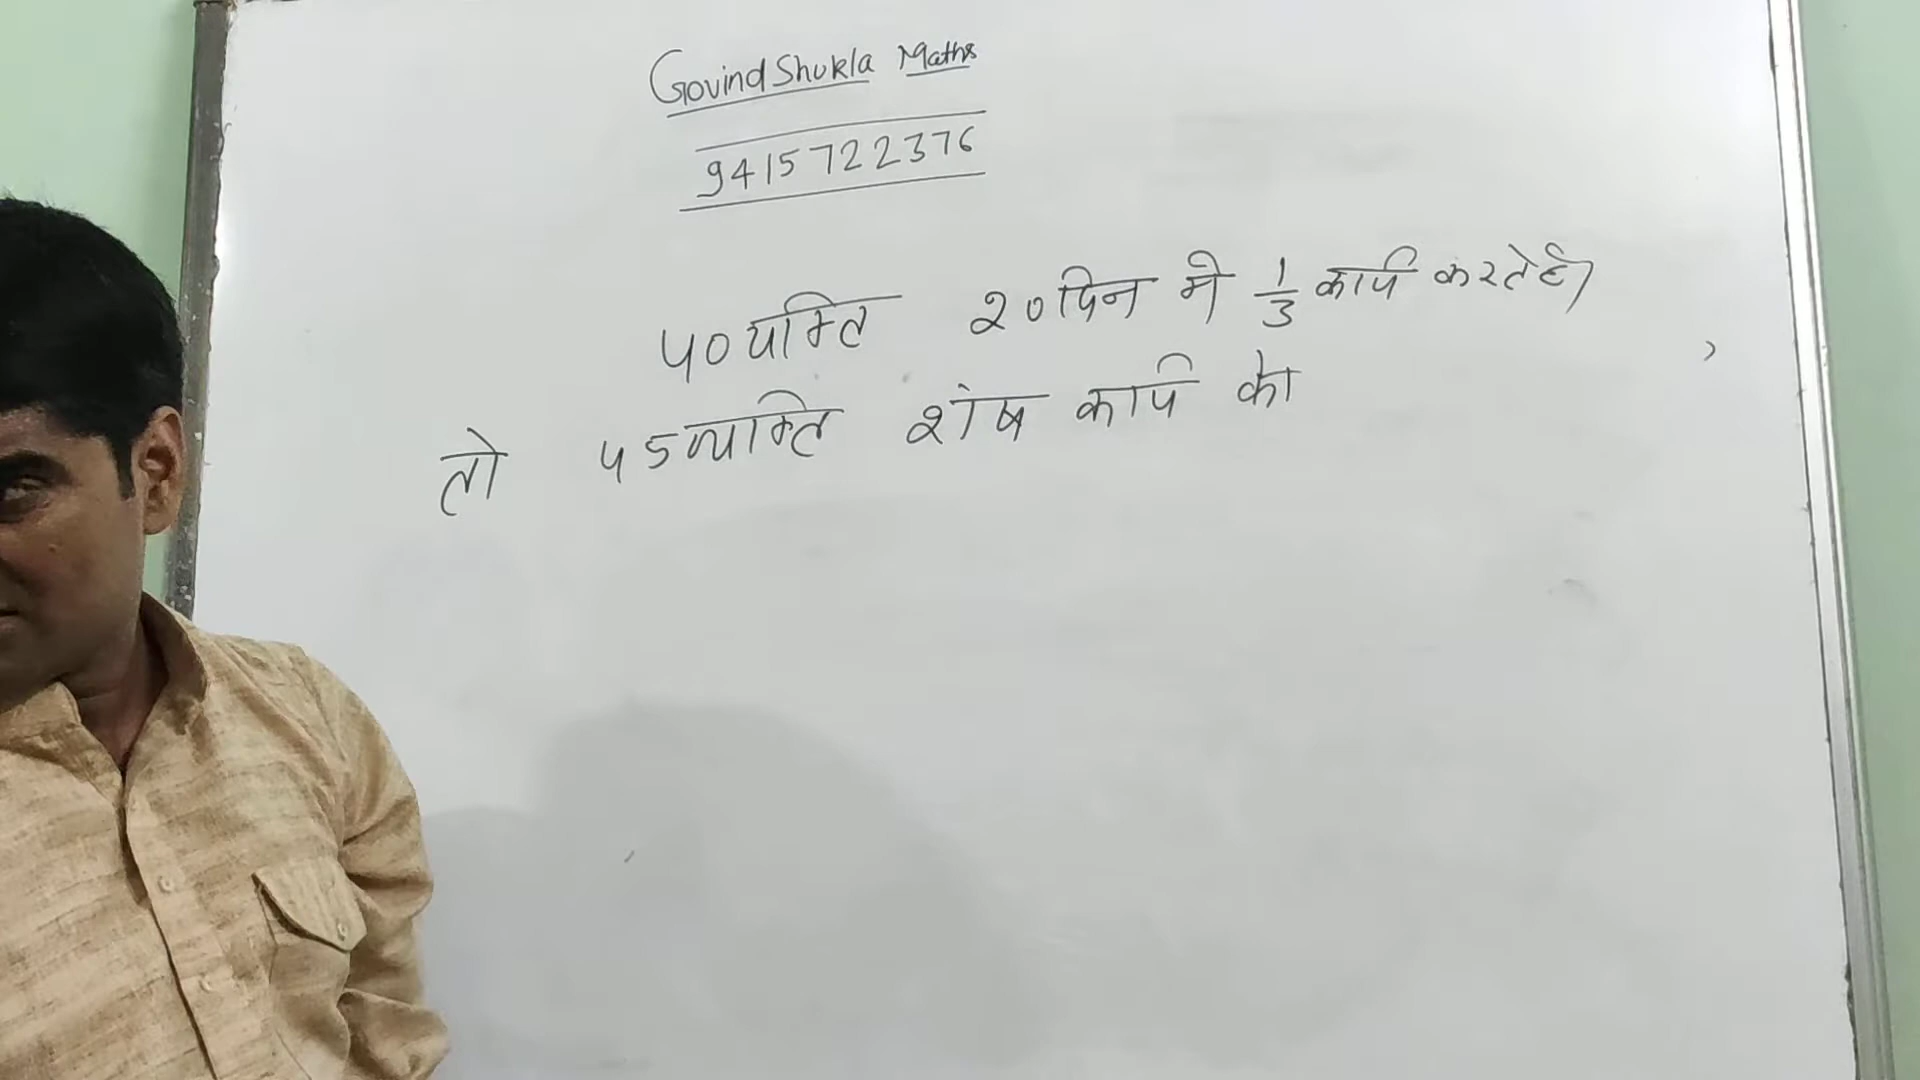 Govind Shukla Maths
9415722376
40 व्यक्ति 20 दिन मे 1/3 कार्य करते है,
तो 45 व्यक्ति शेष कार्य को